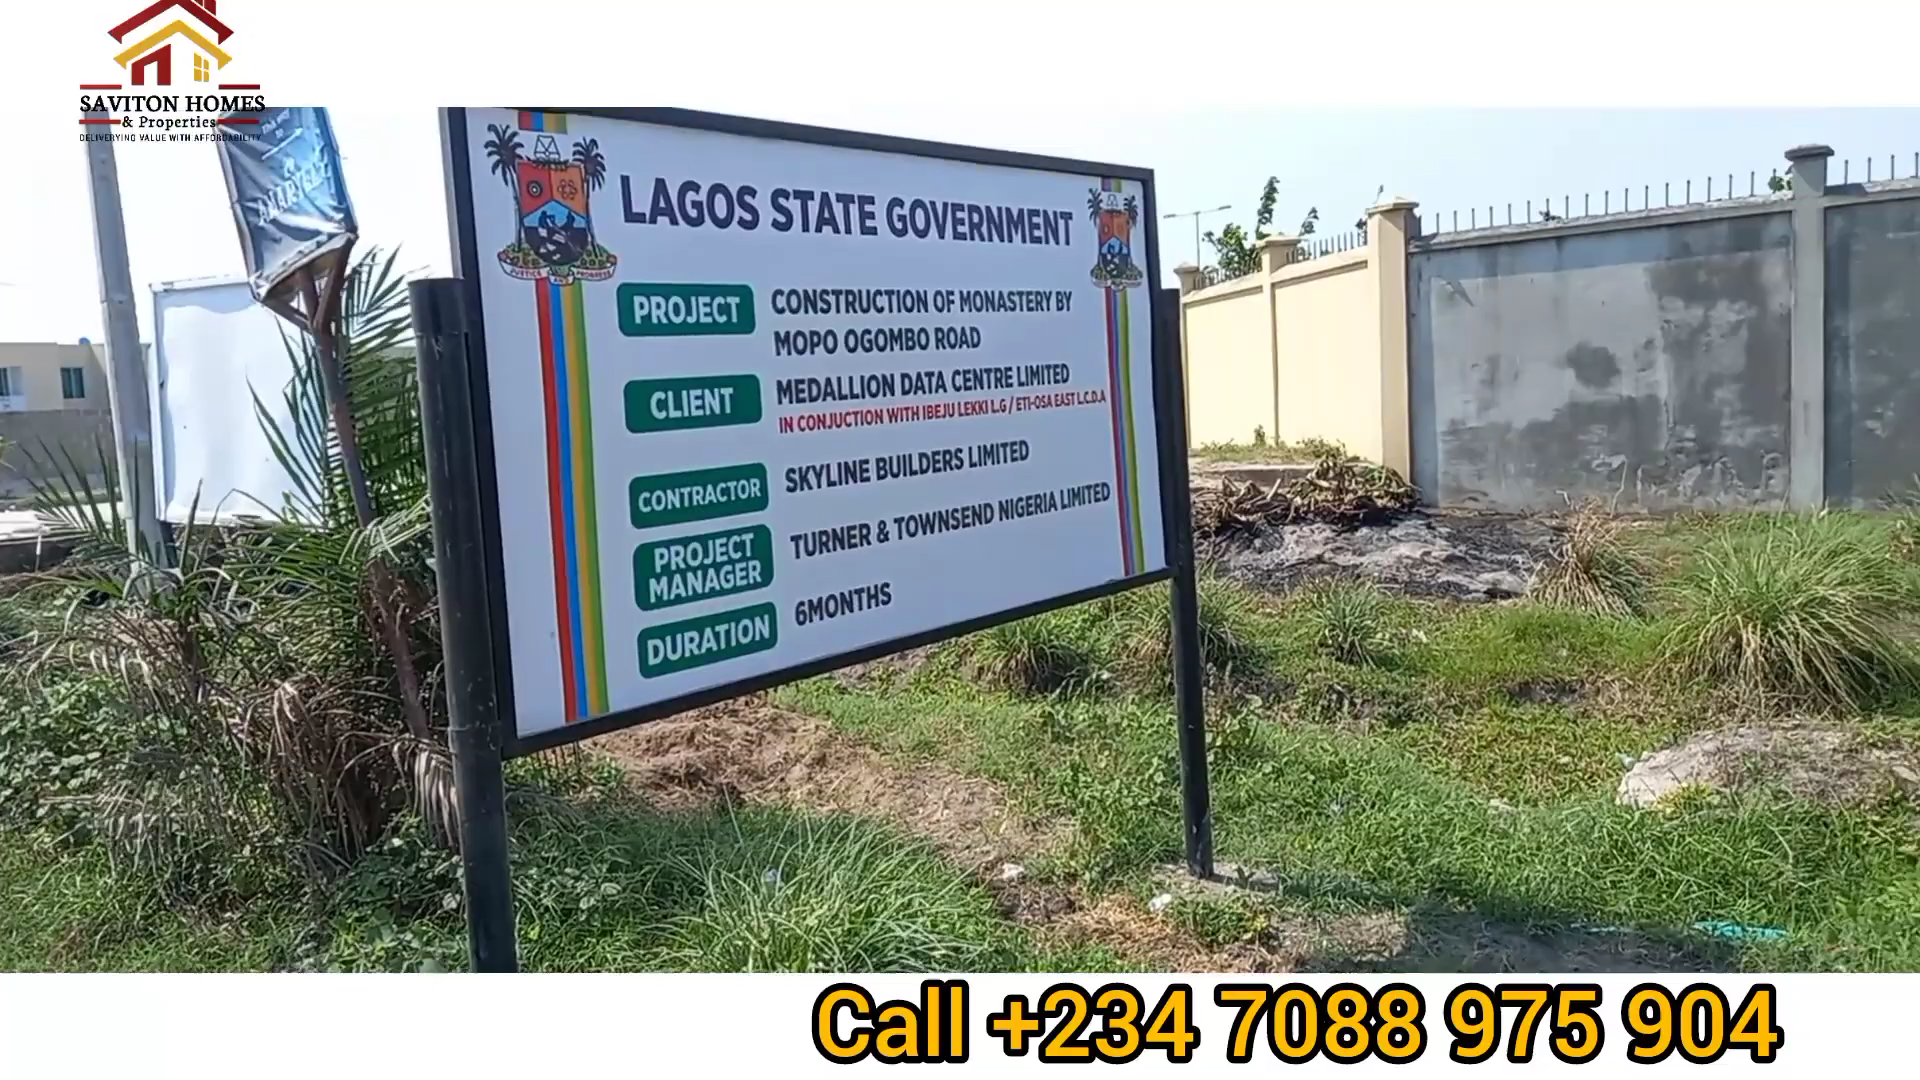 SAVITON HOMES
& Properties
DELIVERYING VALUE WITH AFFORDABILITY
LAGOS STATE GOVERNMENT
JUSTICE AND PROGRESS
PROJECT CONSTRUCTION OF MONASTERY BY
MOPO OGOMBO ROAD
CLIENT MEDALLION DATA CENTRE LIMITED
IN CONJUCTION WITH IBEJU LEKKI L.G / ETI-OSA EAST L.C.D.A
CONTRACTOR SKYLINE BUILDERS LIMITED
PROJECT
MANAGER TURNER & TOWNSEND NIGERIA LIMITED
DURATION 6MONTHS
Call +234 7088 975 904